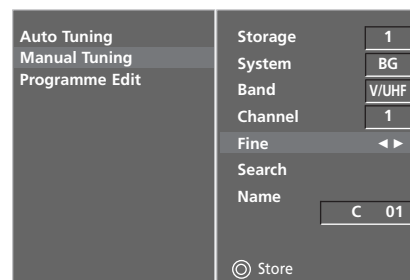 Auto Tuning
Manual Tuning
Programme Edit
Storage 1
System BG
Band V/UHF
Channel 1
Fine ◄ ►
Search
Name
C 01
Store